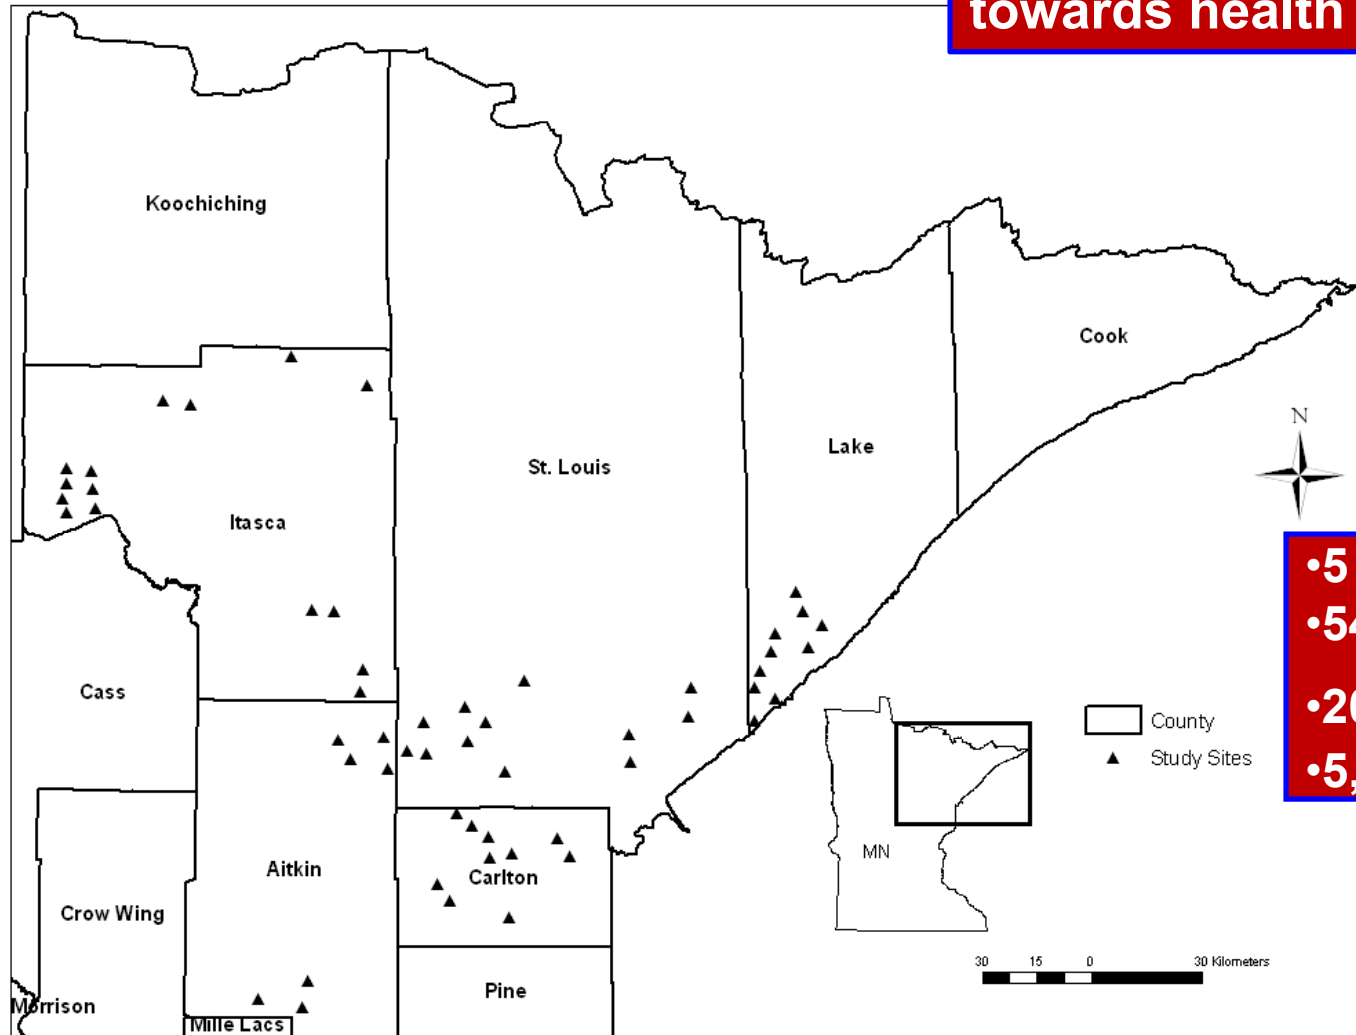 towards health
Koochiching
Cook
N
Lake
St. Louis
Itasca
•5
Cass
County
Study Sites
MN
Aitkin
Carlton
Crow Wing
30 15 0 30 Kilometers
Pine
Morrison
Mille Lacs